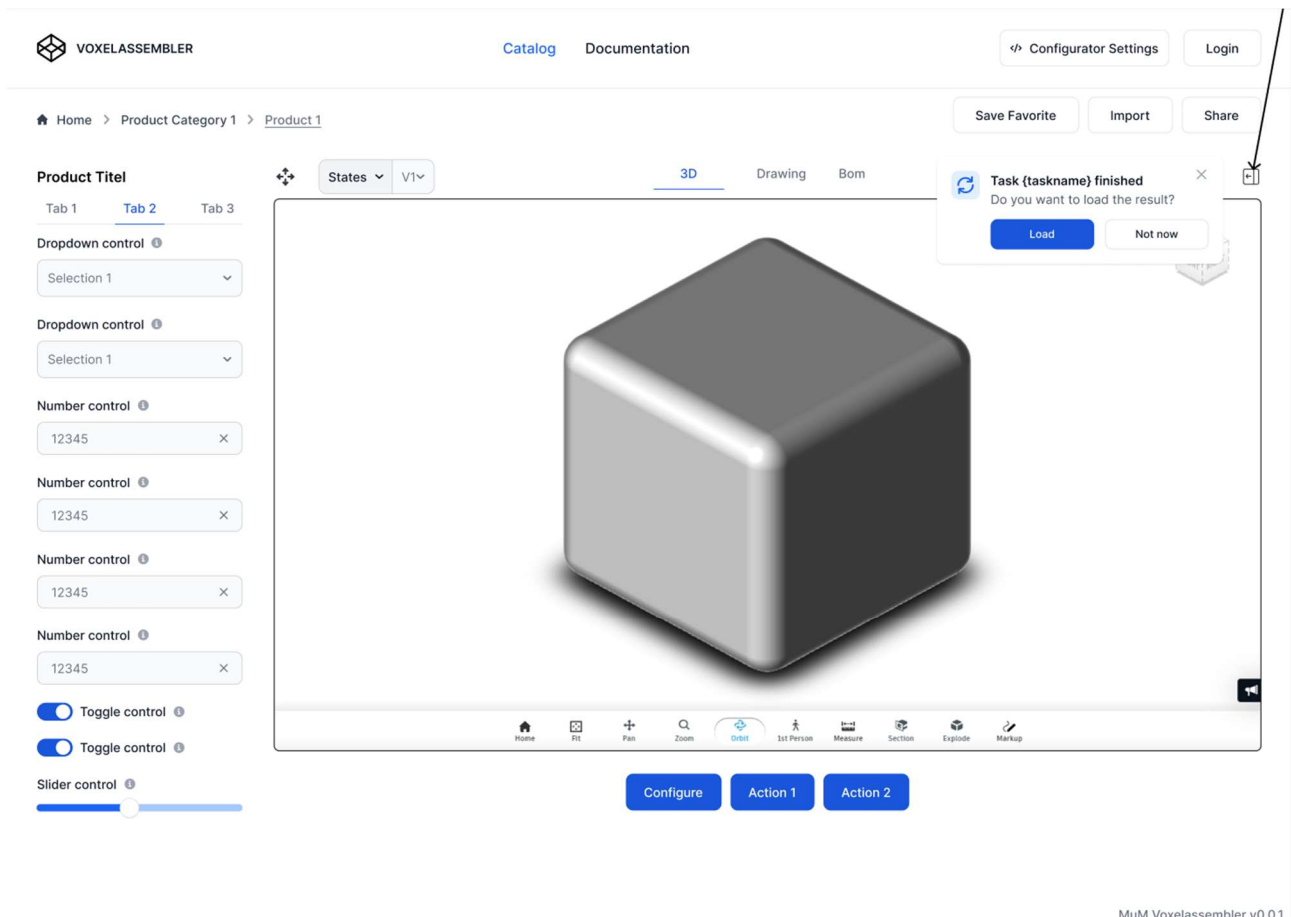 VOXELASSEMBLER
Catalog Documentation
</> Configurator Settings
Login
Home > Product Category 1 > Product 1
Save Favorite
Import
Share
Product Titel
Tab 1 Tab 2 Tab 3
States V1
3D Drawing Bom
Task {taskname} finished
Do you want to load the result?
Load
Not now
Dropdown control
Selection 1
Dropdown control
Selection 1
Number control
12345
Number control
12345
Number control
12345
Number control
12345
Toggle control
Toggle control
Slider control
Home Fit Pan Zoom Orbit 1st Person Measure Section Explode Markup
Configure
Action 1
Action 2
MuM Voxelassembler v0.0.1